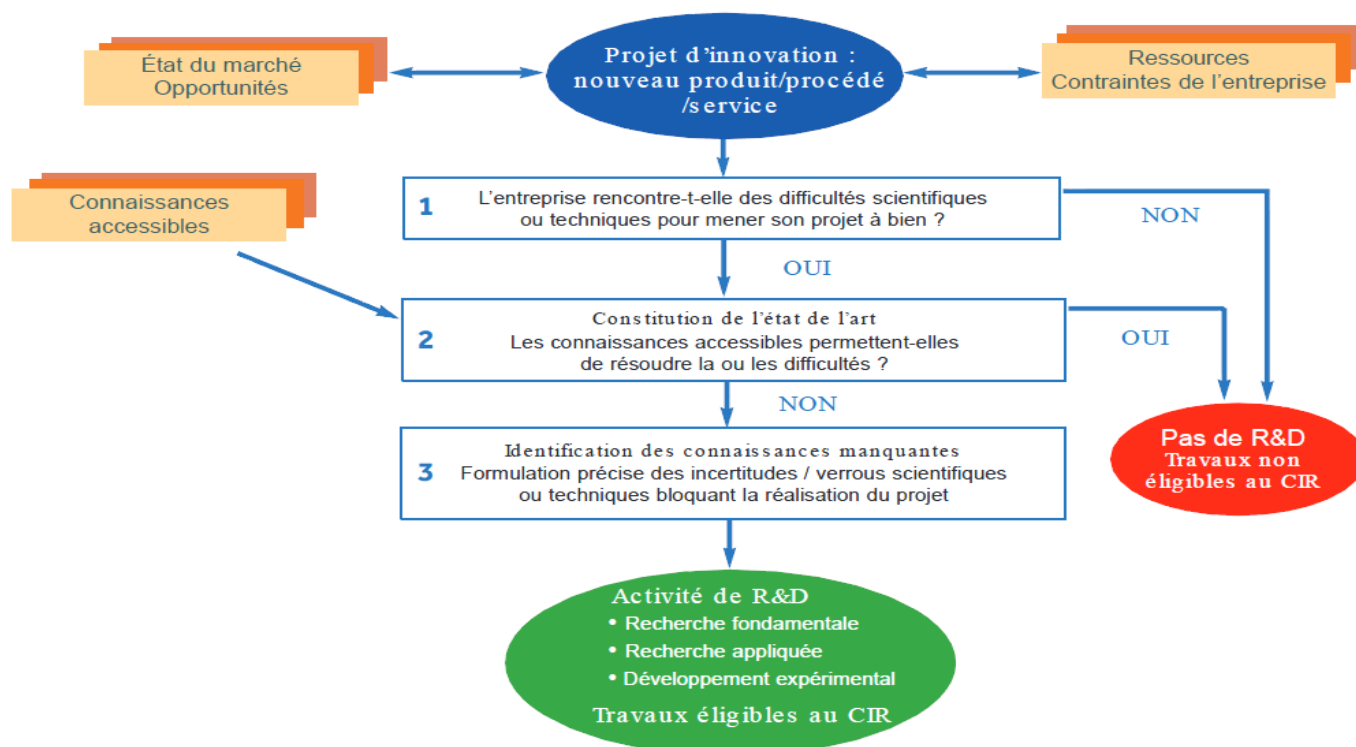 État du marché
Opportunités
Projet d'innovation :
nouveau produit/procédé
/service
Ressources
Contraintes de l'entreprise
Connaissances
accessibles
1
L'entreprise rencontre-t-elle des difficultés scientifiques
ou techniques pour mener son projet à bien ?
NON
OUI
2
Constitution de l'état de l'art
Les connaissances accessibles permettent-elles
de résoudre la ou les difficultés ?
OUI
NON
3
Identification des connaissances manquantes
Formulation précise des incertitudes / verrous scientifiques
ou techniques bloquant la réalisation du projet
Pas de R&D
Travaux non
éligibles au CIR
Activité de R&D
• Recherche fondamentale
• Recherche appliquée
• Développement expérimental
Travaux éligibles au CIR